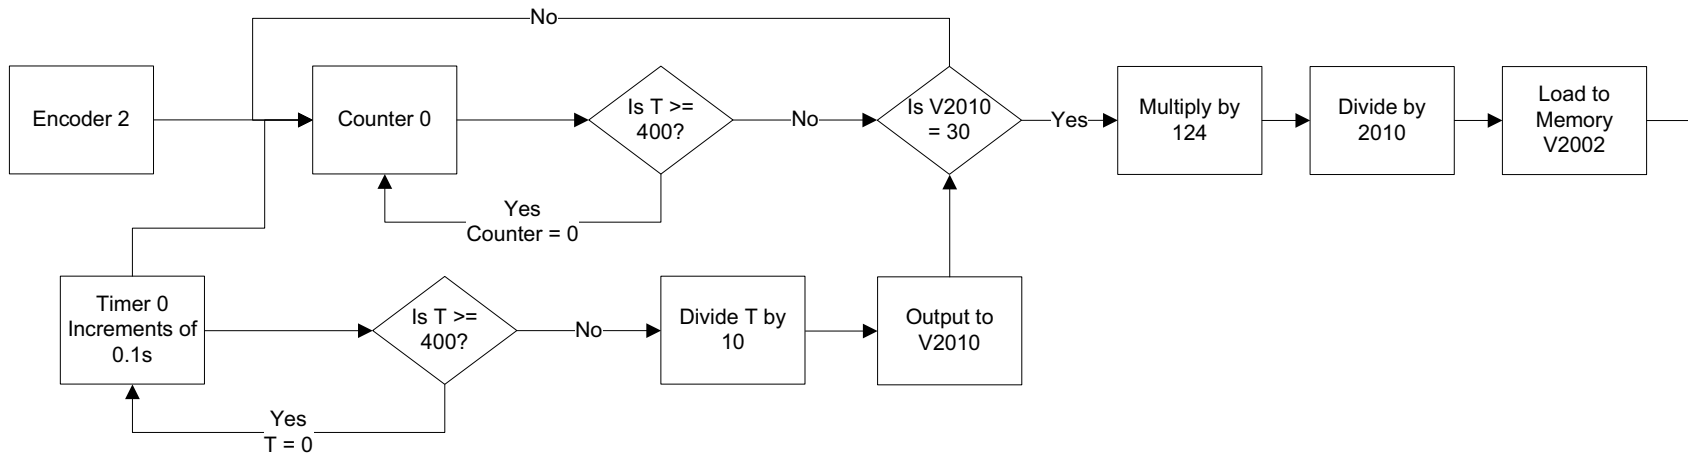 No
Encoder 2
Counter 0
Is T >=
400?
No
Is V2010
= 30
Yes
Multiply by
124
Divide by
2010
Load to
Memory
V2002
Yes
Counter = 0
Timer 0
Increments of
0.1s
Is T >=
400?
No
Divide T by
10
Output to
V2010
Yes
T = 0